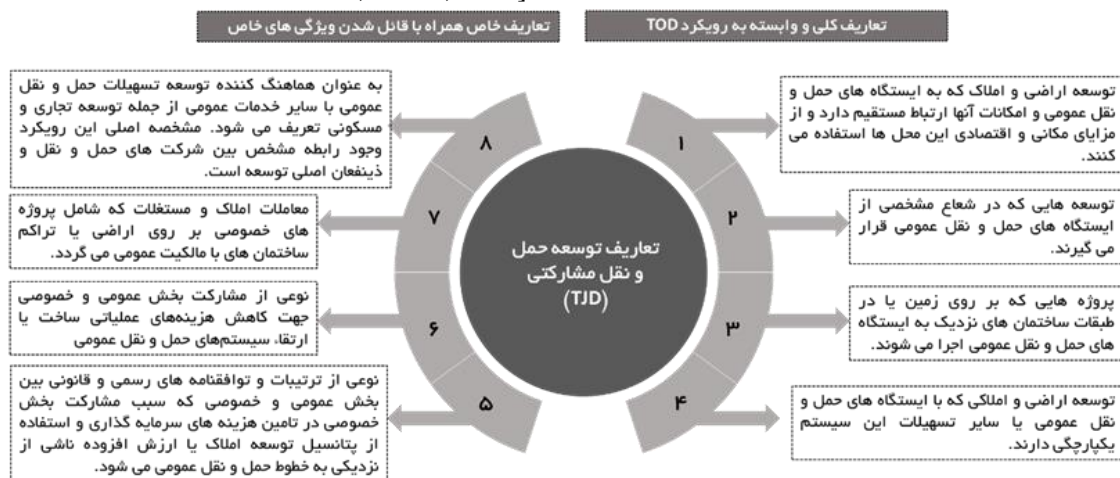 تعاریف کلی و وابسته به رویکرد TOD
تعاریف خاص همراه با قائل شدن ویژگی های خاص
تعاریف توسعه حمل
و نقل مشارکتی
(TJD)
۱
توسعه اراضی و املاک که به ایستگاه های حمل و
نقل عمومی و امکانات آنها ارتباط مستقیم دارد و از
مزایای مکانی و اقتصادی این محل ها استفاده می
کنند.
۲
توسعه هایی که در شعاع مشخصی از
ایستگاه های حمل و نقل عمومی قرار
می گیرند.
۳
پروژه هایی که بر روی زمین یا در
طبقات ساختمان های نزدیک به ایستگاه
های حمل و نقل عمومی اجرا می شوند.
۴
توسعه اراضی و املاکی که با ایستگاه های حمل و
نقل عمومی یا سایر تسهیلات این سیستم
یکپارچگی دارند.
۵
نوعی از ترتیبات و توافقنامه های رسمی و قانونی بین
بخش عمومی و خصوصی که سبب مشارکت بخش
خصوصی در تامین هزینه های سرمایه گذاری و استفاده
از پتانسیل توسعه املاک یا ارزش افزوده ناشی از
نزدیکی به خطوط حمل و نقل عمومی می شود.
۶
نوعی از مشارکت بخش عمومی و خصوصی
جهت کاهش هزینه‌های عملیاتی ساخت یا
ارتقاء سیستم‌های حمل و نقل عمومی
۷
معاملات املاک و مستغلات که شامل پروژه
های خصوصی بر روی اراضی یا تراکم
ساختمان های با مالکیت عمومی می گردد.
۸
به عنوان هماهنگ کننده توسعه تسهیلات حمل و نقل
عمومی با سایر خدمات عمومی از جمله توسعه تجاری و
مسکونی تعریف می شود. مشخصه اصلی این رویکرد
وجود رابطه مشخص بین شرکت های حمل و نقل و
ذینفعان اصلی توسعه است.